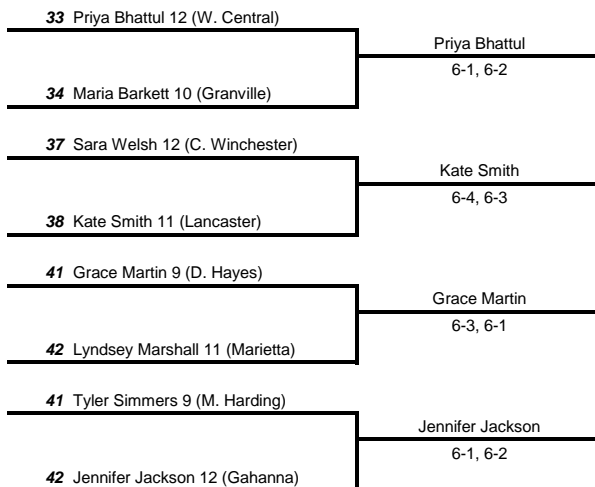 33 Priya Bhattul 12 (W. Central)
Priya Bhattul
6-1, 6-2
34 Maria Barkett 10 (Granville)
37 Sara Welsh 12 (C. Winchester)
Kate Smith
6-4, 6-3
38 Kate Smith 11 (Lancaster)
41 Grace Martin 9 (D. Hayes)
Grace Martin
6-3, 6-1
42 Lyndsey Marshall 11 (Marietta)
41 Tyler Simmers 9 (M. Harding)
Jennifer Jackson
6-1, 6-2
42 Jennifer Jackson 12 (Gahanna)